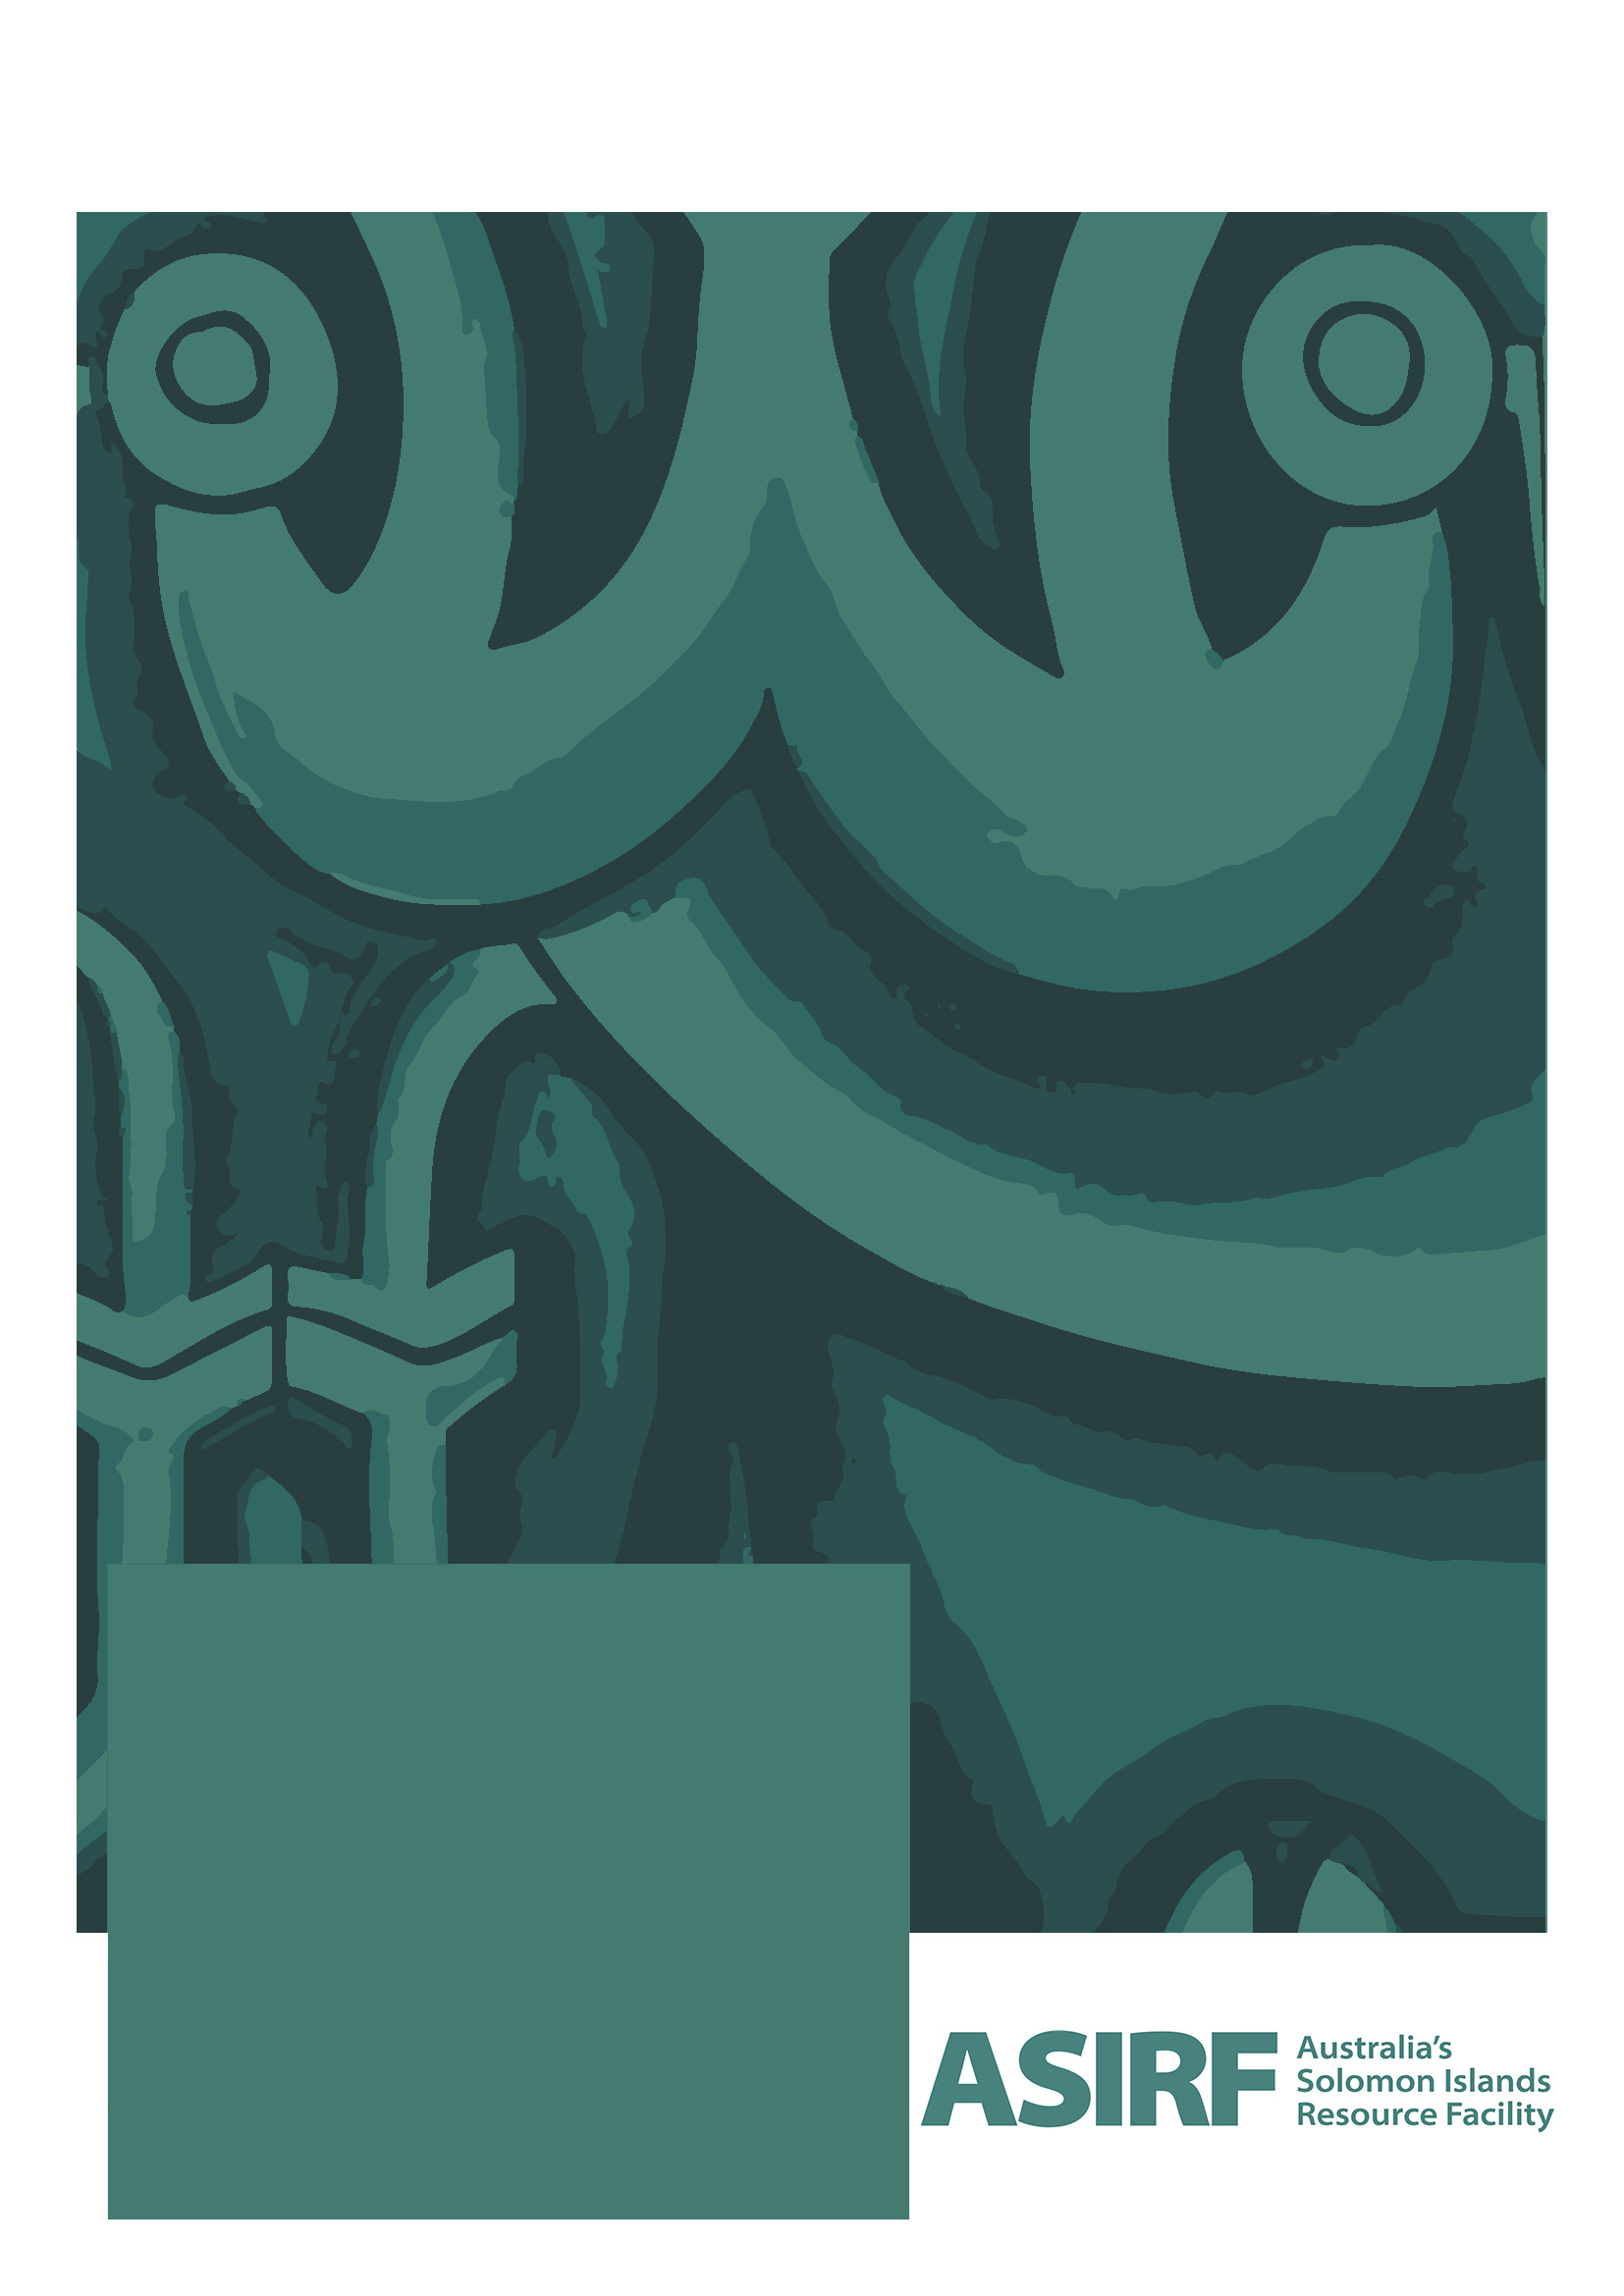 ASIRF
Australia’s
Solomon Islands
Resource Facility